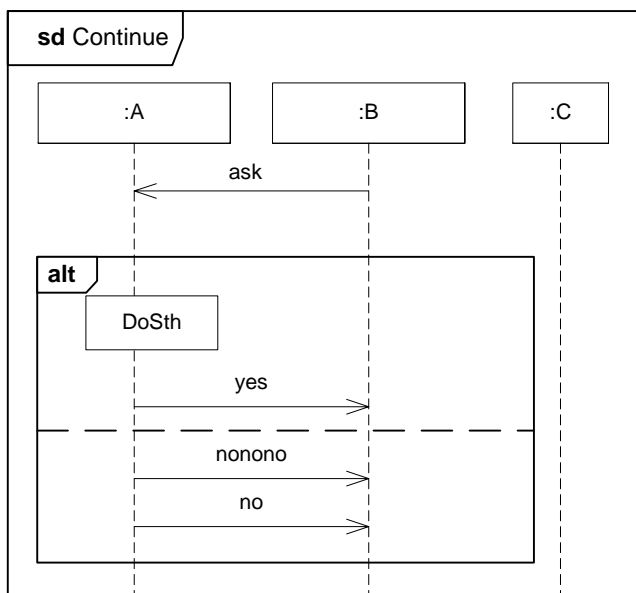 sd Continue
:A
:B
:C
ask
alt
DoSth
yes
nonono
no